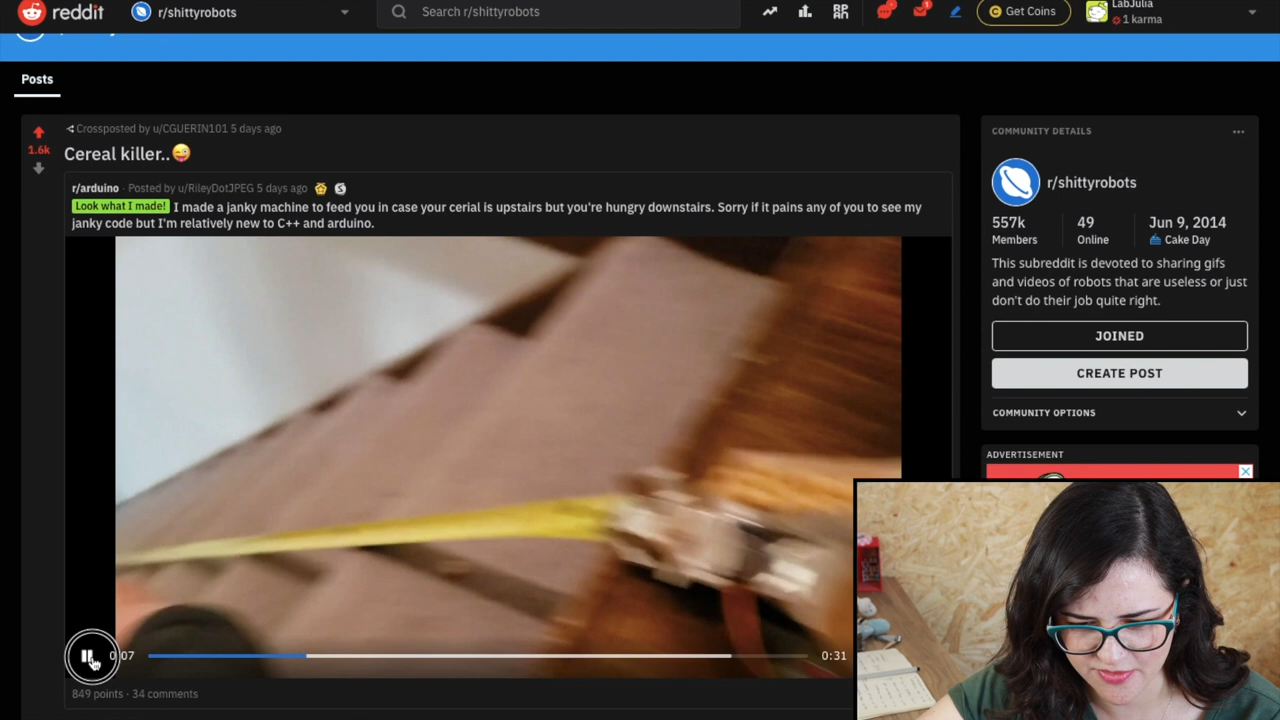 reddit
r/shittyrobots
Search r/shittyrobots
Get Coins
LabJulia
1 karma
Posts
1.6k
Crossposted by u/CGUERIN101 5 days ago
Cereal killer..😜
r/arduino · Posted by u/RileyDotJPEG 5 days ago
Look what I made! I made a janky machine to feed you in case your cerial is upstairs but you're hungry downstairs. Sorry if it pains any of you to see my
janky code but I'm relatively new to C++ and arduino.
0:07
0:31
849 points · 34 comments
COMMUNITY DETAILS
r/shittyrobots
557k 49 Jun 9, 2014
Members Online Cake Day
This subreddit is devoted to sharing gifs
and videos of robots that are useless or just
don't do their job quite right.
JOINED
CREATE POST
COMMUNITY OPTIONS
ADVERTISEMENT